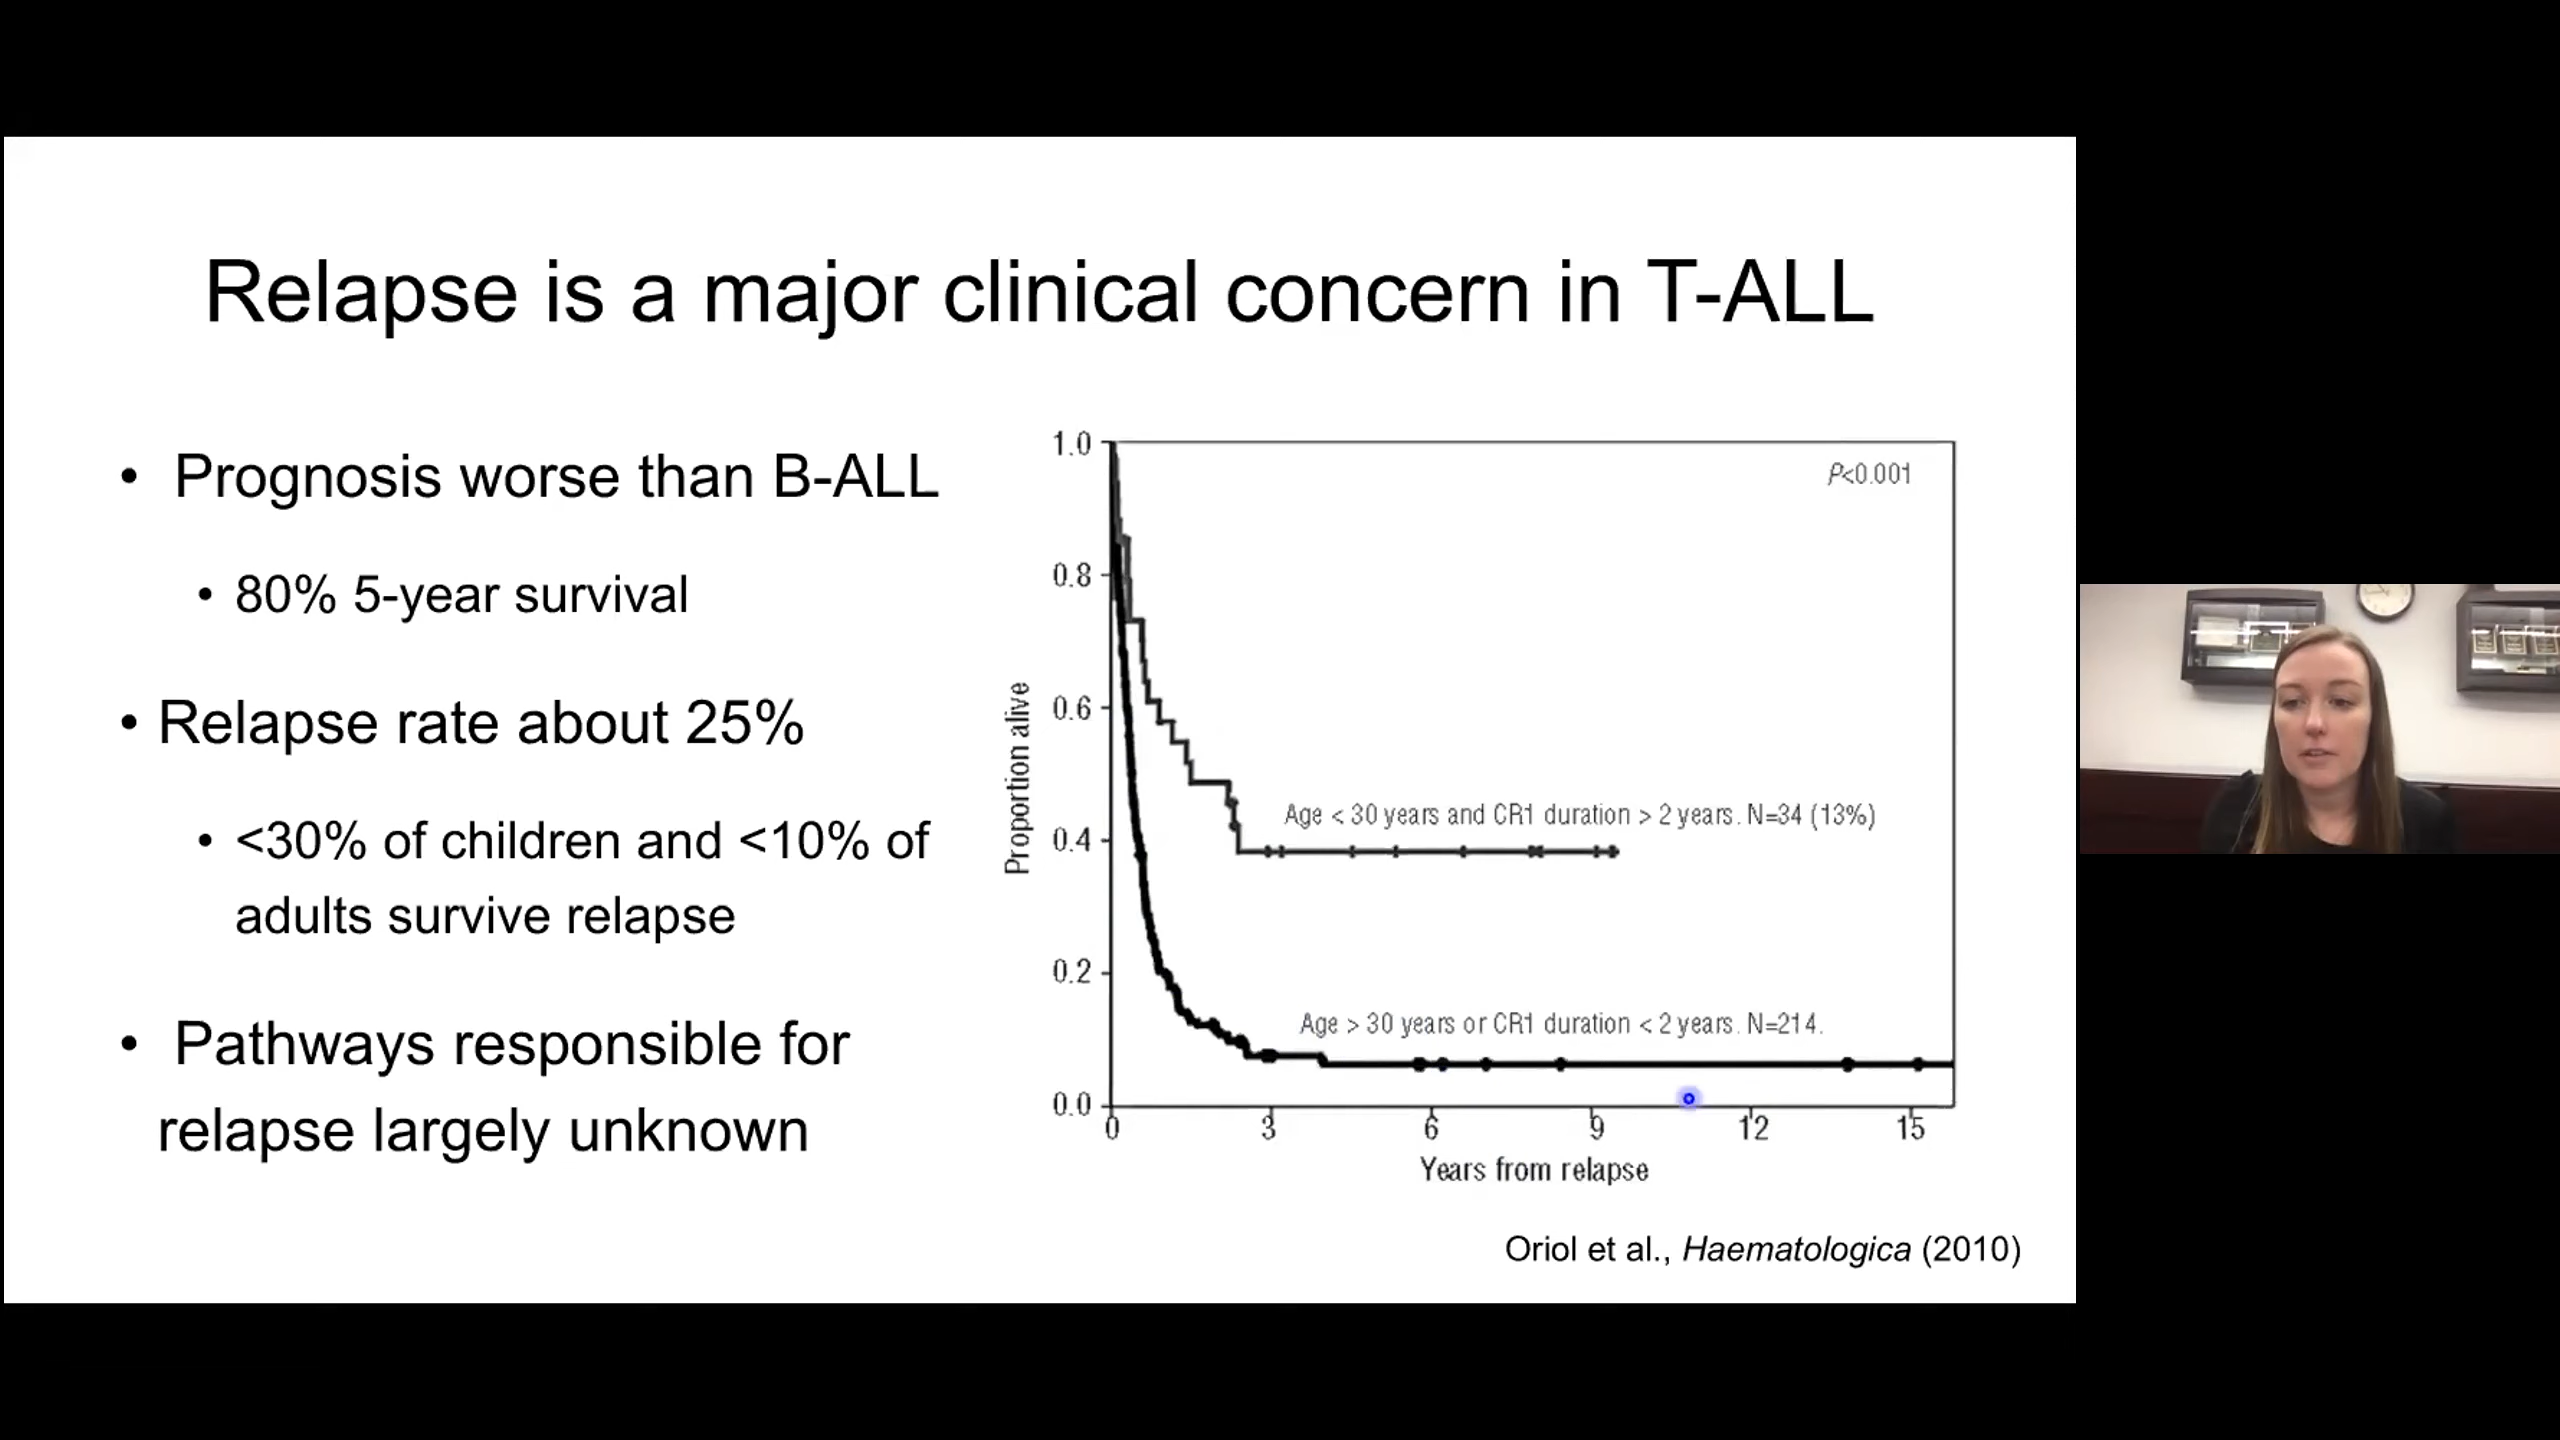 Relapse is a major clinical concern in T-ALL
• Prognosis worse than B-ALL
• 80% 5-year survival
• Relapse rate about 25%
• <30% of children and <10% of
adults survive relapse
• Pathways responsible for
relapse largely unknown
1.0
0.8
0.6
0.4
0.2
0.0
Proportion alive
P<0.001
Age < 30 years and CR1 duration > 2 years. N=34 (13%)
Age > 30 years or CR1 duration < 2 years. N=214.
0 3 6 9 12 15
Years from relapse
Oriol et al., Haematologica (2010)